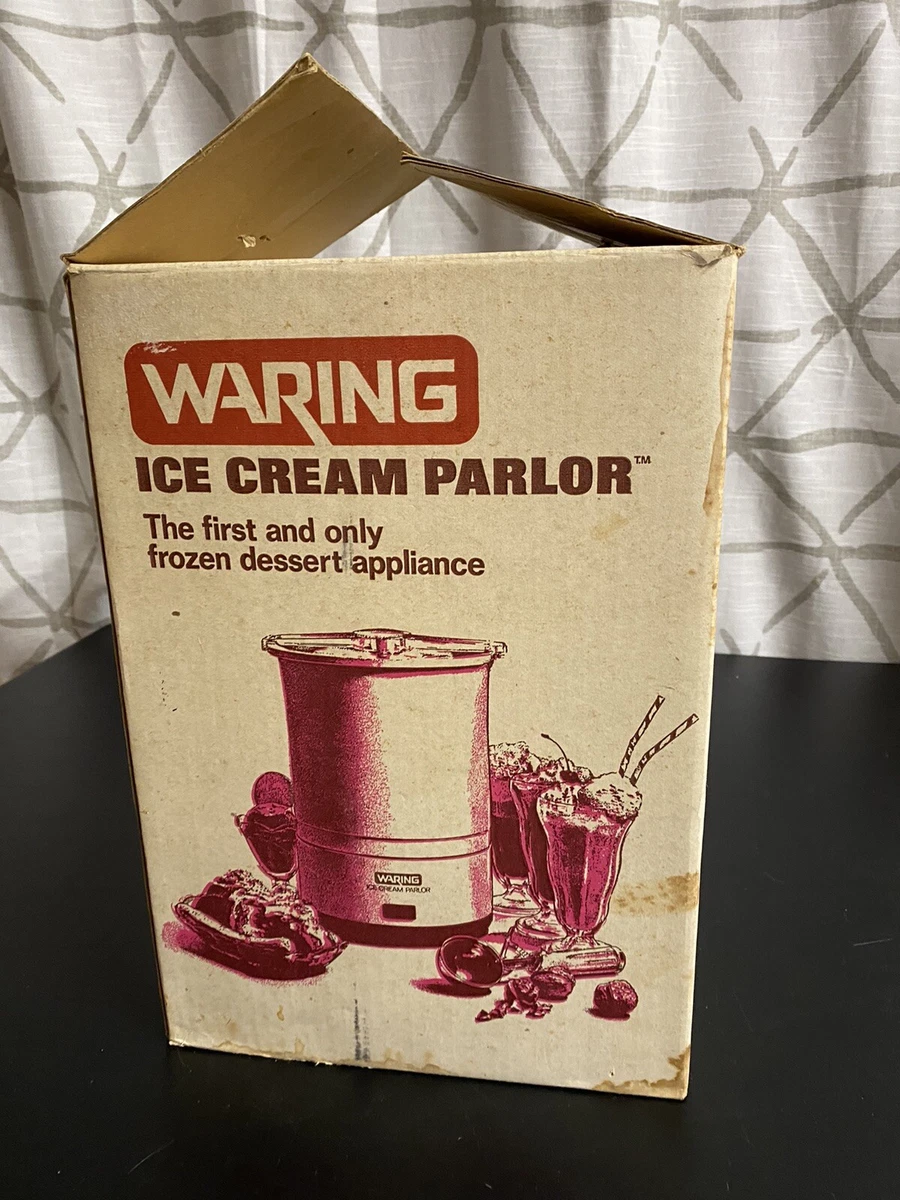 WARING
ICE CREAM PARLOR™
The first and only
frozen dessert appliance
WARING
ICE CREAM PARLOR